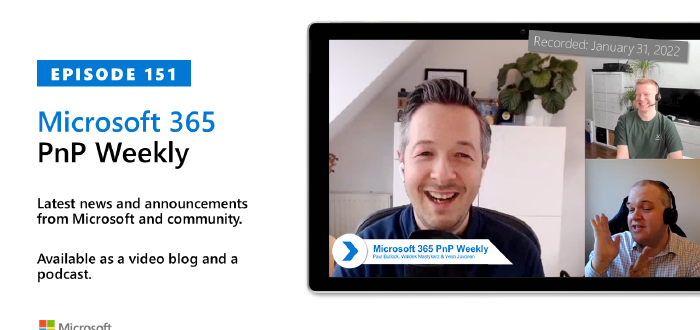 EPISODE 151
Microsoft 365
PnP Weekly
Latest news and announcements
from Microsoft and community.
Available as a video blog and a
podcast.
Microsoft
Recorded: January 31, 2022
Microsoft 365 PnP Weekly
Paul Bullock, Waldek Mastykarz & Vesa Juvonen